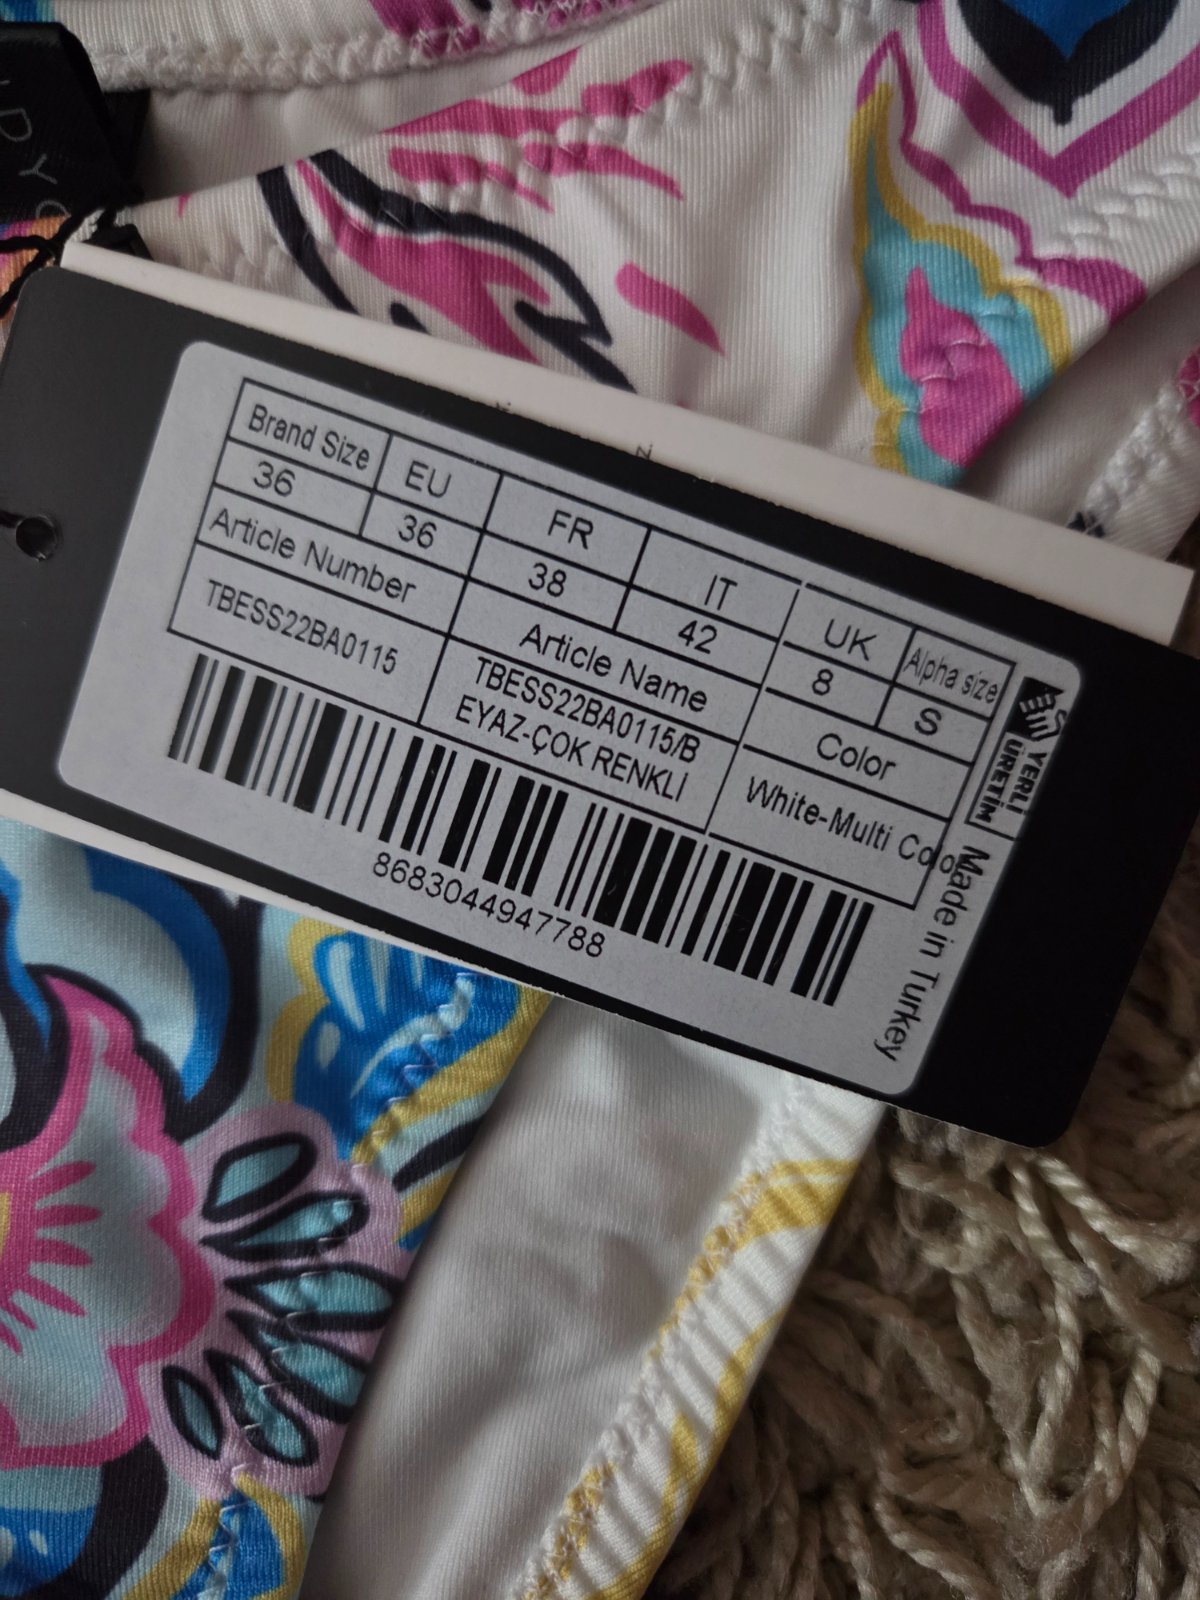 Brand Size EU FR IT UK Alpha size
36 36 38 42 8 S
Article Number Article Name Color
TBESS22BA0115 TBESS22BA0115/B
EYAZ-ÇOK RENKLİ White-Multi Color
8683044947788
YERLİ
ÜRETİM
Made in Turkey